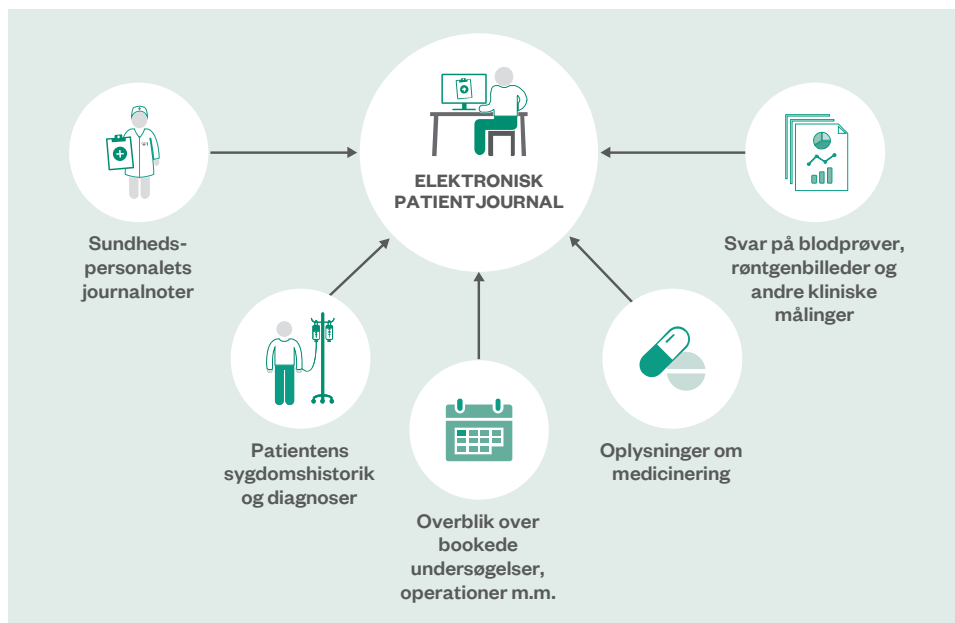 ELEKTRONISK
PATIENTJOURNAL
Sundheds-
personalets
journalnoter
Svar på blodprøver,
røntgenbilleder og
andre kliniske
målinger
Patientens
sygdomshistorik
og diagnoser
Oplysninger om
medicinering
Overblik over
bookede
undersøgelser,
operationer m.m.